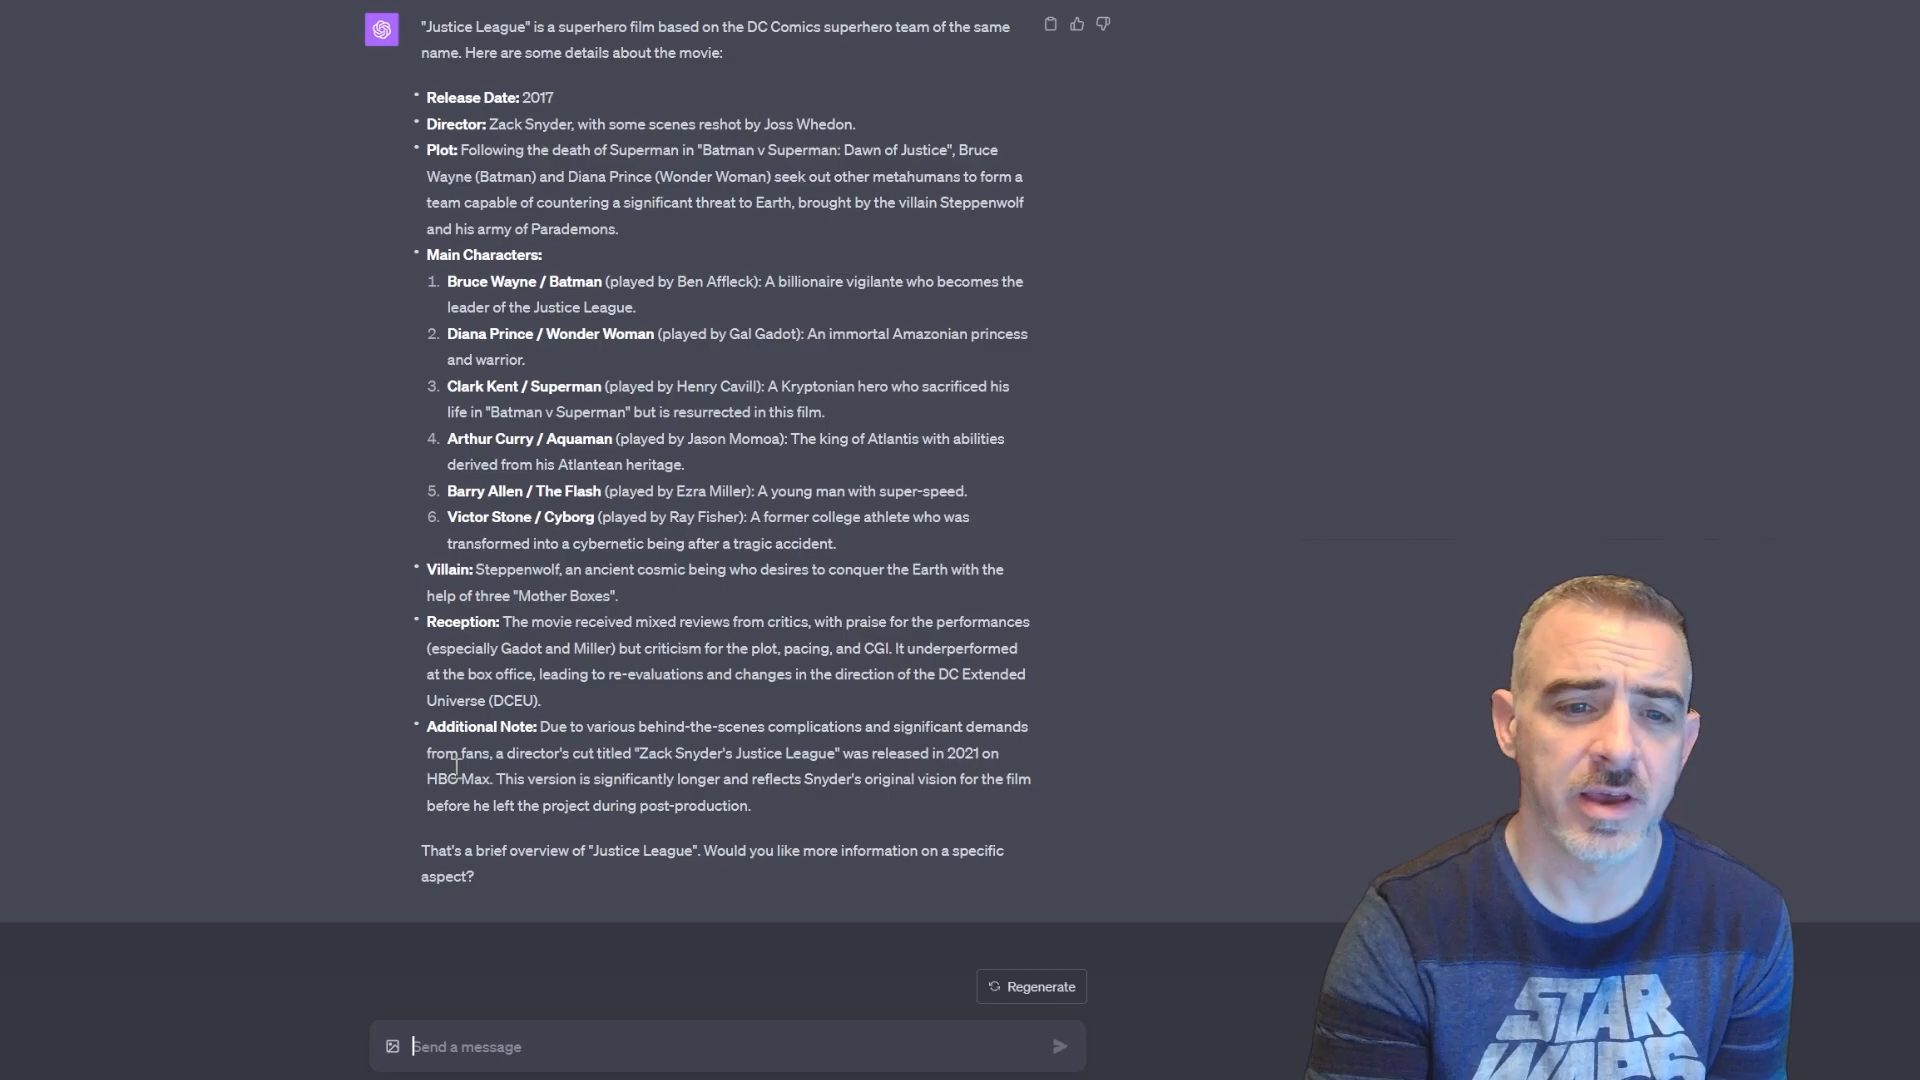 "Justice League" is a superhero film based on the DC Comics superhero team of the same
name. Here are some details about the movie:
• Release Date: 2017
• Director: Zack Snyder, with some scenes reshot by Joss Whedon.
• Plot: Following the death of Superman in "Batman v Superman: Dawn of Justice", Bruce
Wayne (Batman) and Diana Prince (Wonder Woman) seek out other metahumans to form a
team capable of countering a significant threat to Earth, brought by the villain Steppenwolf
and his army of Parademons.
• Main Characters:
1. Bruce Wayne / Batman (played by Ben Affleck): A billionaire vigilante who becomes the
leader of the Justice League.
2. Diana Prince / Wonder Woman (played by Gal Gadot): An immortal Amazonian princess
and warrior.
3. Clark Kent / Superman (played by Henry Cavill): A Kryptonian hero who sacrificed his
life in "Batman v Superman" but is resurrected in this film.
4. Arthur Curry / Aquaman (played by Jason Momoa): The king of Atlantis with abilities
derived from his Atlantean heritage.
5. Barry Allen / The Flash (played by Ezra Miller): A young man with super-speed.
6. Victor Stone / Cyborg (played by Ray Fisher): A former college athlete who was
transformed into a cybernetic being after a tragic accident.
• Villain: Steppenwolf, an ancient cosmic being who desires to conquer the Earth with the
help of three "Mother Boxes".
• Reception: The movie received mixed reviews from critics, with praise for the performances
(especially Gadot and Miller) but criticism for the plot, pacing, and CGI. It underperformed
at the box office, leading to re-evaluations and changes in the direction of the DC Extended
Universe (DCEU).
• Additional Note: Due to various behind-the-scenes complications and significant demands
from fans, a director's cut titled "Zack Snyder's Justice League" was released in 2021 on
HBO Max. This version is significantly longer and reflects Snyder's original vision for the film
before he left the project during post-production.
That's a brief overview of "Justice League". Would you like more information on a specific
aspect?
Regenerate
Send a message
STAR
WARS